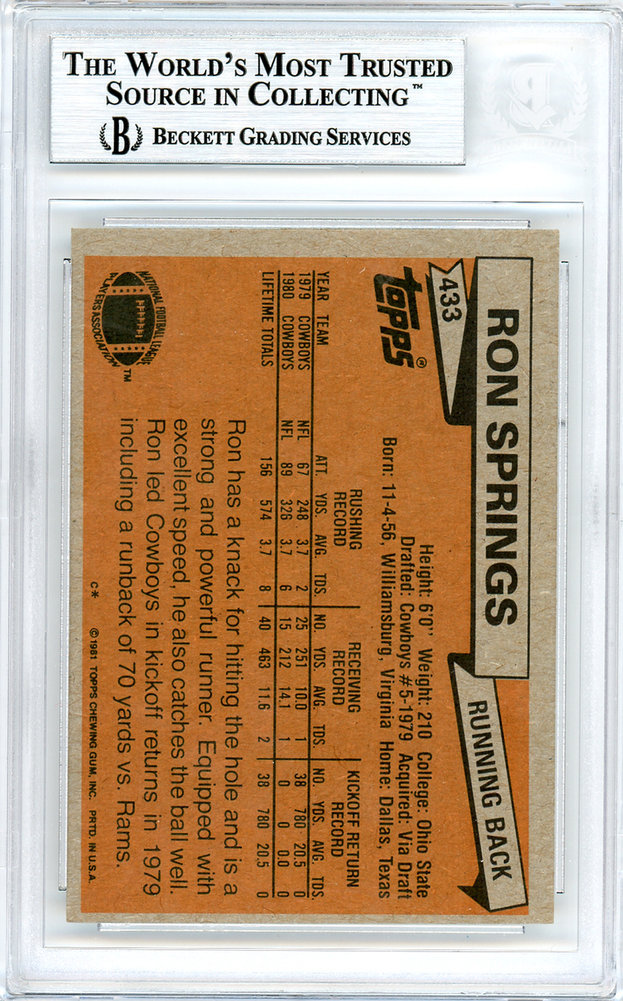 THE WORLD'S MOST TRUSTED
SOURCE IN COLLECTING™
B BECKETT GRADING SERVICES
RON SPRINGS
RUNNING BACK
433
topps®
Height: 6'0" Weight: 210 College: Ohio State
Drafted: Cowboys #5-1979 Acquired: Via Draft
Born: 11-4-56, Williamsburg, Virginia Home: Dallas, Texas
RUSHING RECORD RECEIVING RECORD KICKOFF RETURN RECORD
YEAR TEAM ATT. YDS. AVG. TDS. NO. YDS. AVG. TDS. NO. YDS. AVG. TDS.
1979 COWBOYS NFL 67 248 3.7 2 25 251 10.0 1 38 780 20.5 0
1980 COWBOYS NFL 89 326 3.7 6 15 212 14.1 1 0 0 0.0 0
LIFETIME TOTALS 156 574 3.7 8 40 463 11.6 2 38 780 20.5 0
Ron has a knack for hitting the hole and is a
strong and powerful runner. Equipped with
excellent speed, he also catches the ball well.
Ron led Cowboys in kickoff returns in 1979
including a runback of 70 yards vs. Rams.
NATIONAL FOOTBALL LEAGUE
PLAYERS ASSOCIATION
™
C* ©1981 TOPPS CHEWING GUM, INC. PRTD. IN U.S.A.